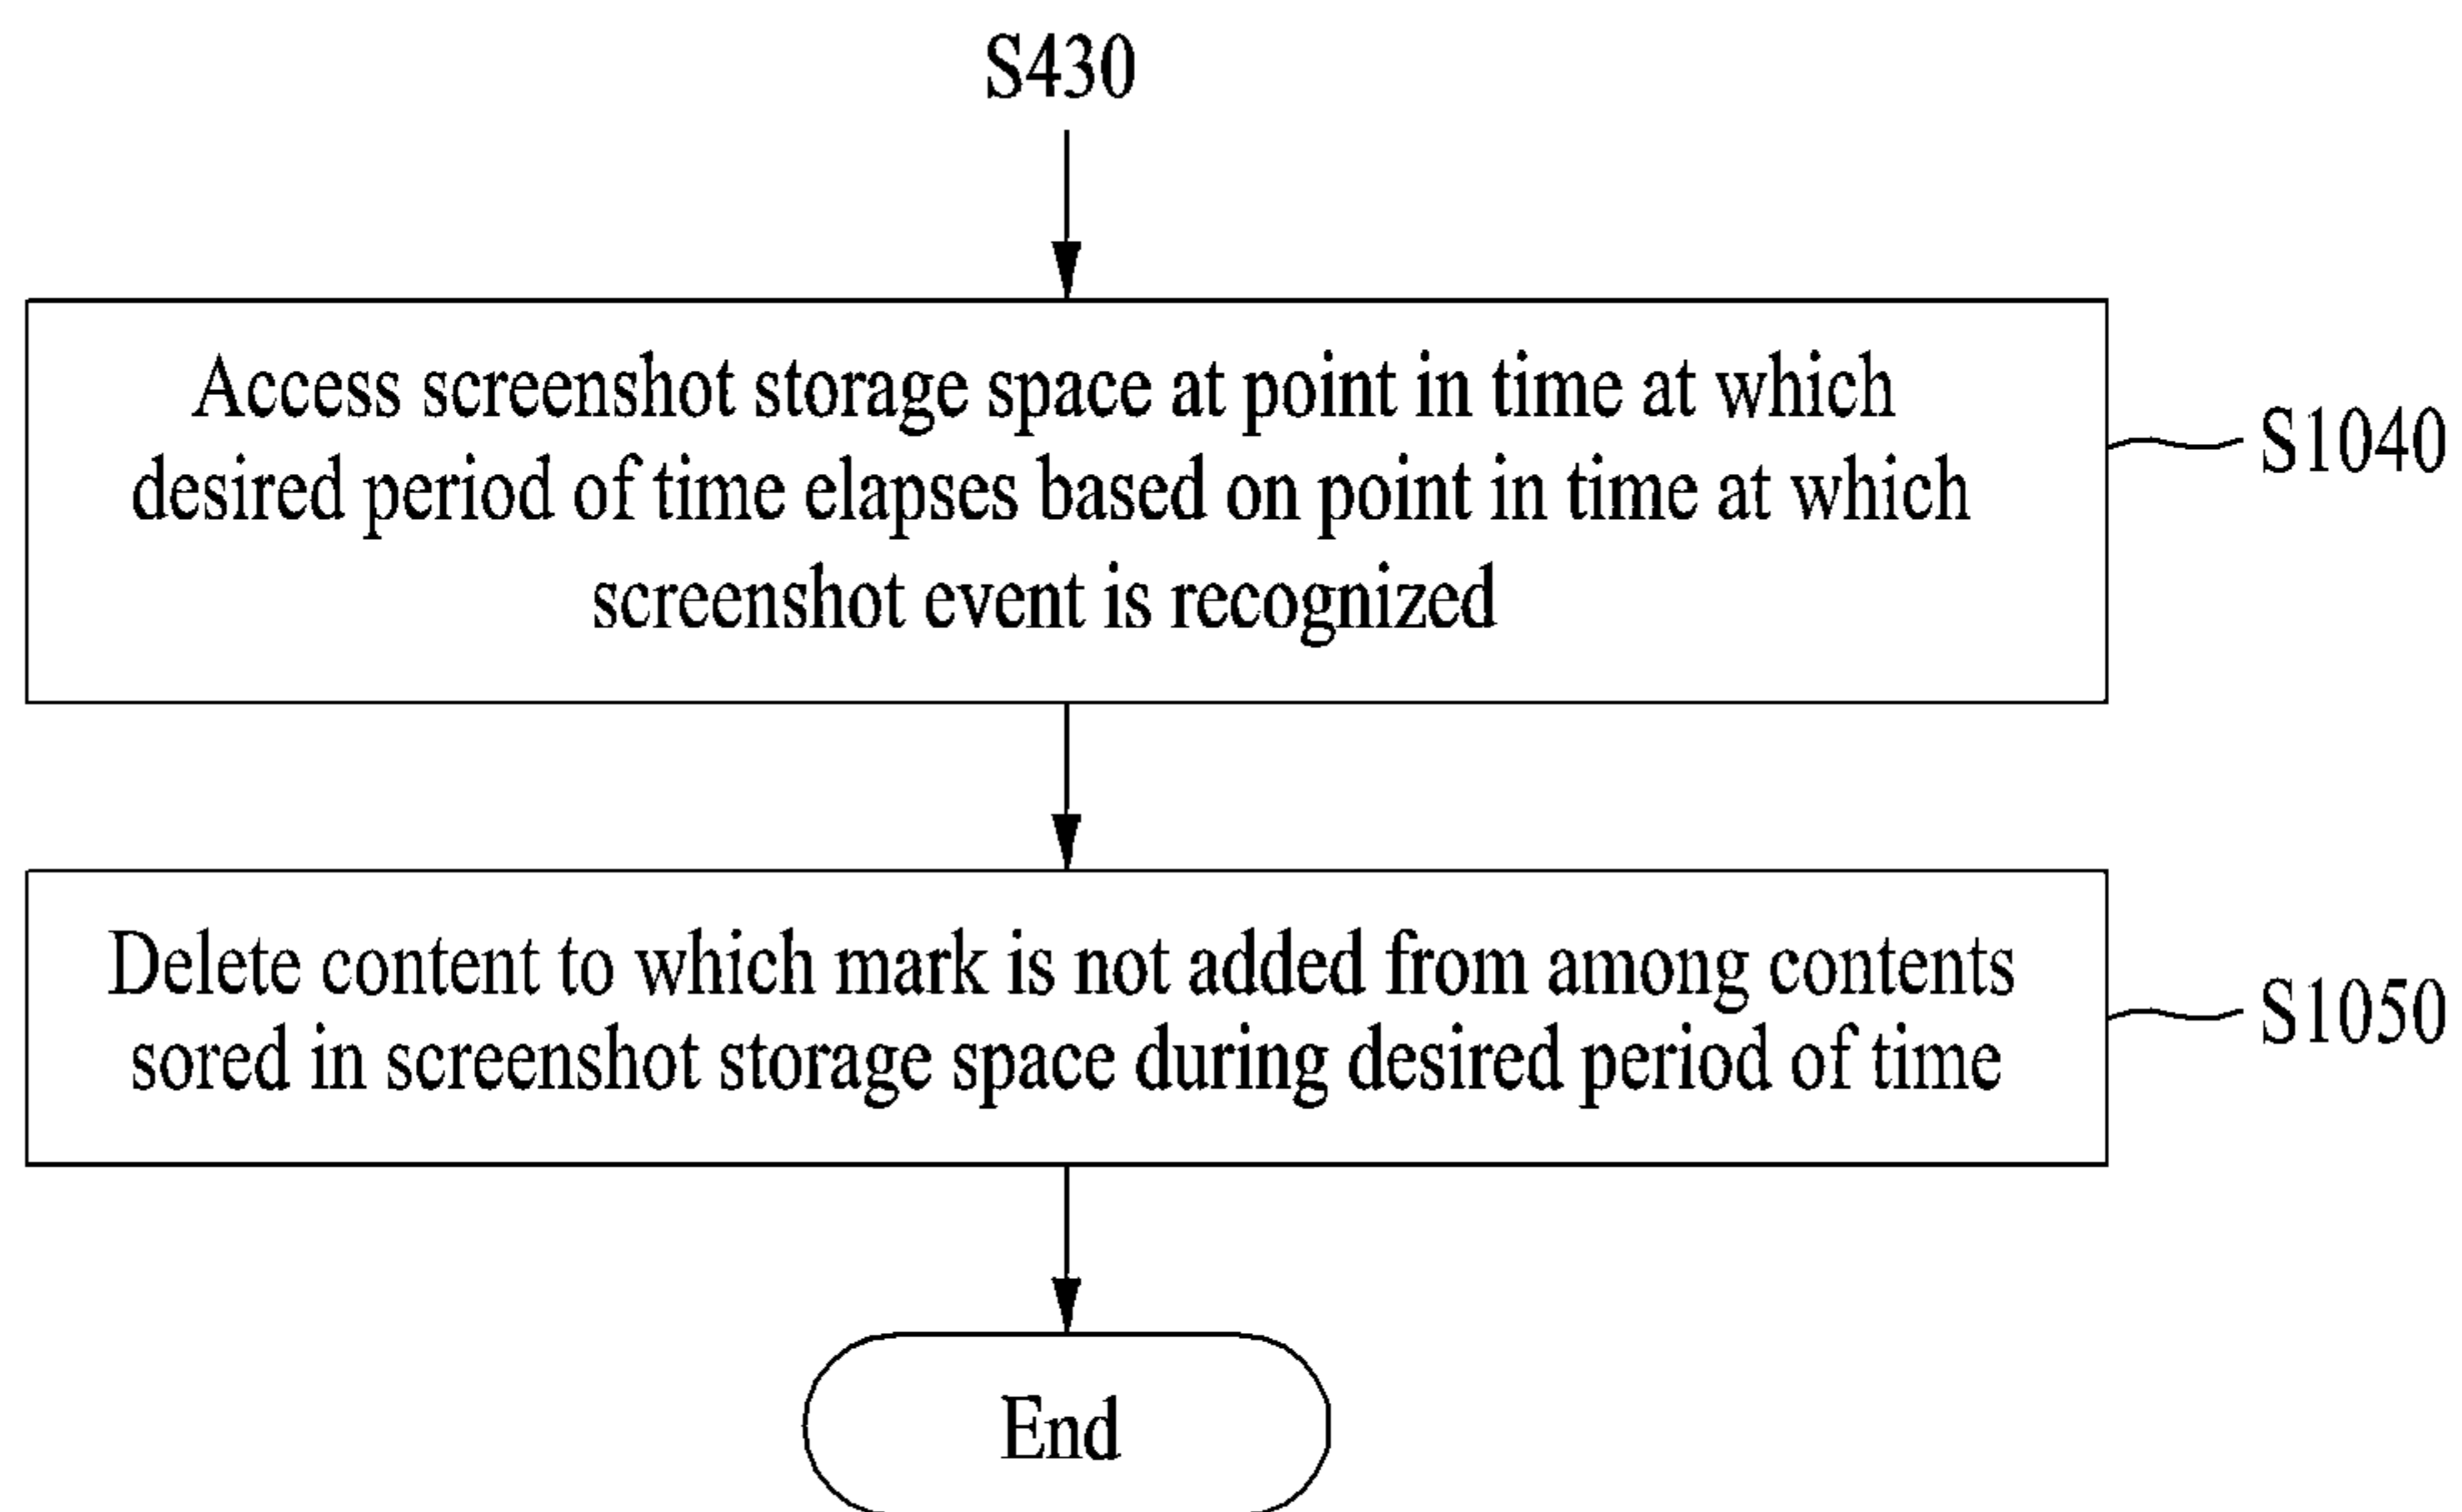 S430
Access screenshot storage space at point in time at which
desired period of time elapses based on point in time at which
screenshot event is recognized
S1040
Delete content to which mark is not added from among contents
sored in screenshot storage space during desired period of time
S1050
End